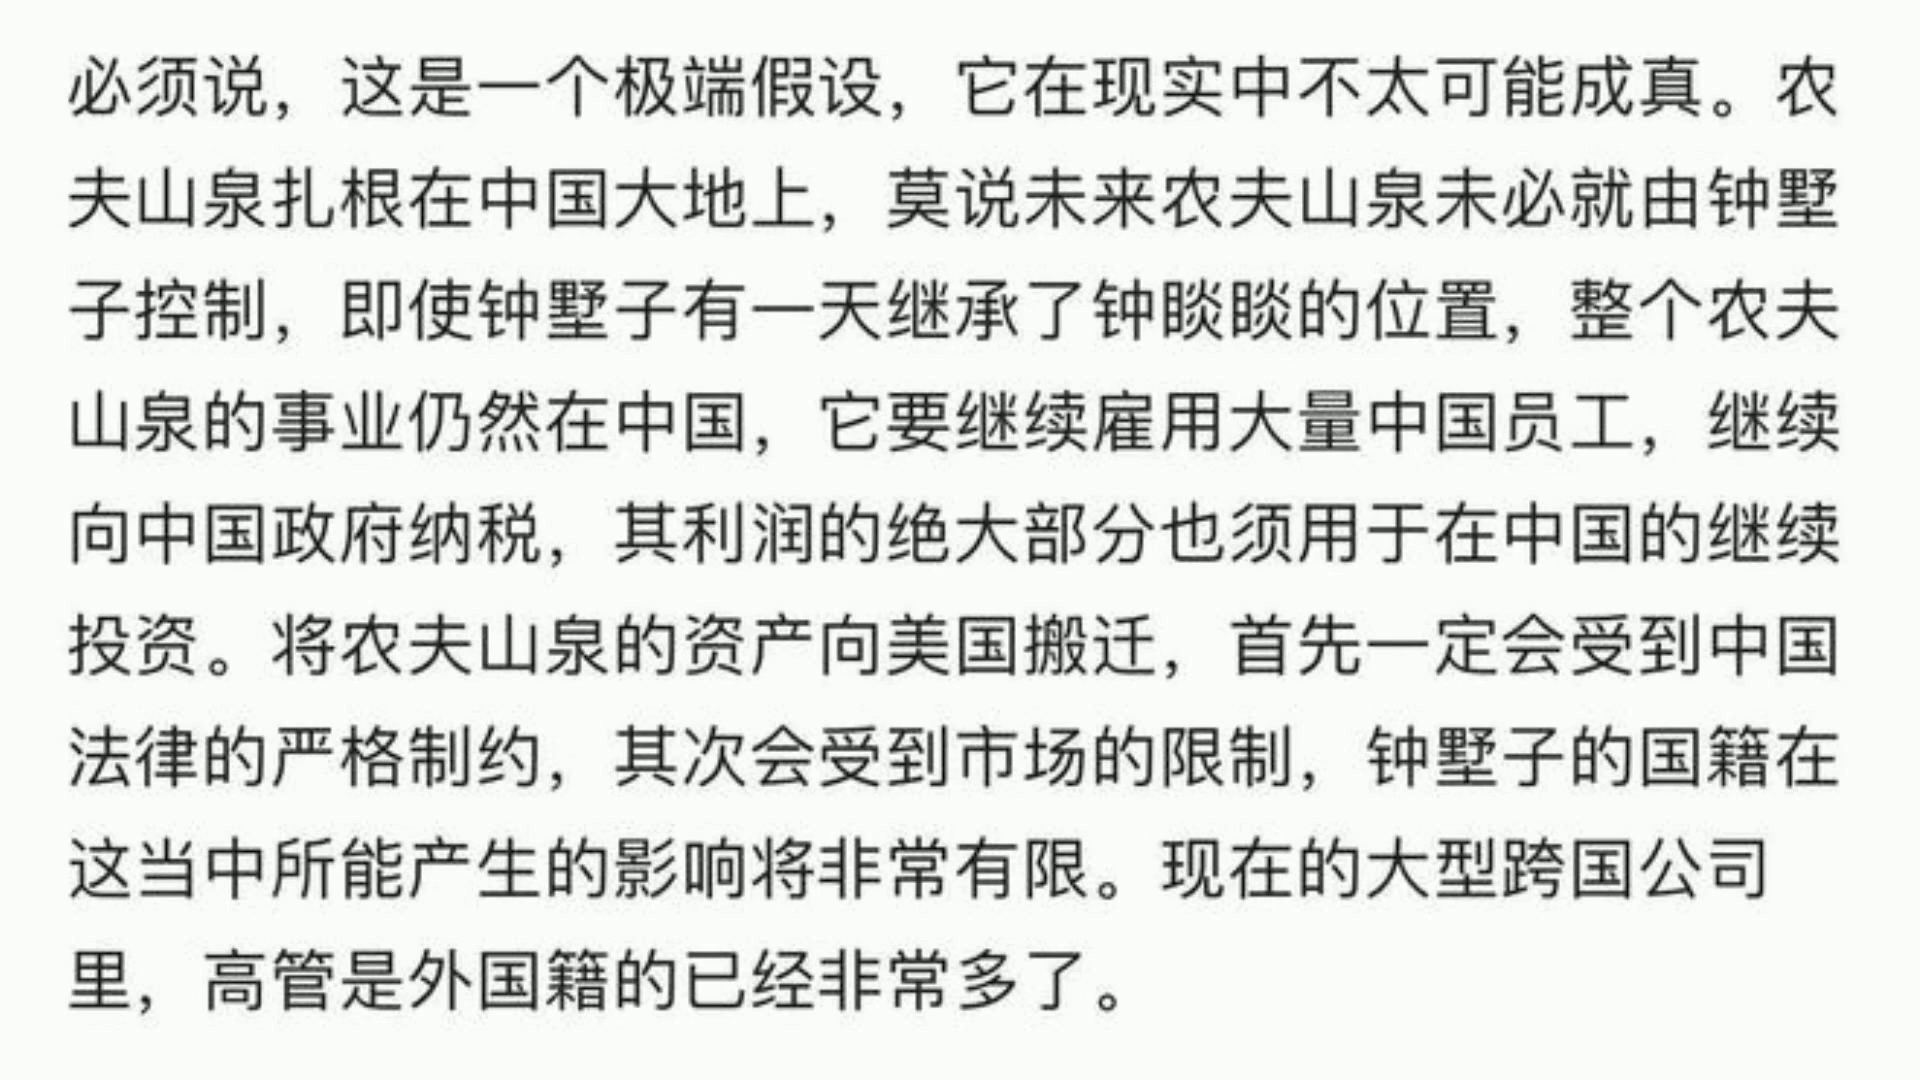 必须说，这是一个极端假设，它在现实中不太可能成真。农
夫山泉扎根在中国大地上，莫说未来农夫山泉未必就由钟墅
子控制，即使钟墅子有一天继承了钟睒睒的位置，整个农夫
山泉的事业仍然在中国，它要继续雇用大量中国员工，继续
向中国政府纳税，其利润的绝大部分也须用于在中国的继续
投资。将农夫山泉的资产向美国搬迁，首先一定会受到中国
法律的严格制约，其次会受到市场的限制，钟墅子的国籍在
这当中所能产生的影响将非常有限。现在的大型跨国公司
里，高管是外国籍的已经非常多了。